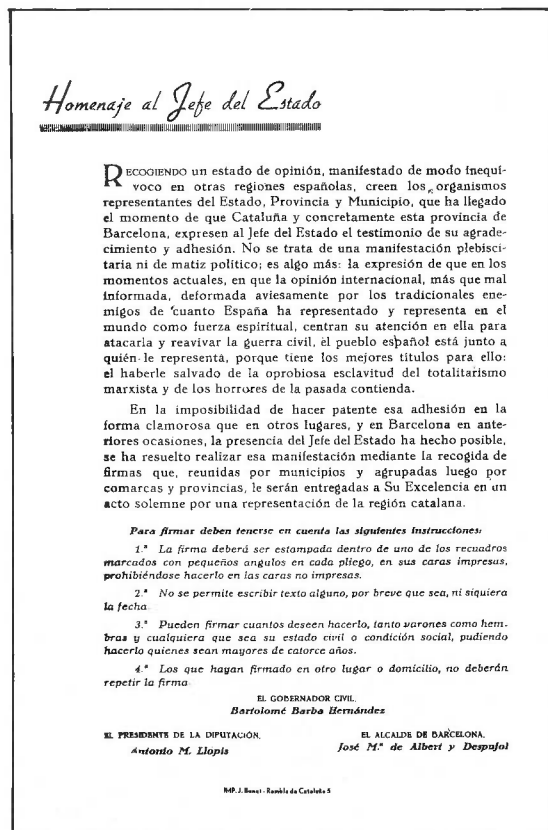 Homenaje al Jefe del Estado
RECOGIENDO un estado de opinión, manifestado de modo inequí-
voco en otras regiones españolas, creen los organismos
representantes del Estado, Provincia y Municipio, que ha llegado
el momento de que Cataluña y concretamente esta provincia de
Barcelona, expresen al Jefe del Estado el testimonio de su agrade-
cimiento y adhesión. No se trata de una manifestación plebisci-
taria ni de matiz político; es algo más: la expresión de que en los
momentos actuales, en que la opinión internacional, más que mal
informada, deformada aviesamente por los tradicionales ene-
migos de cuanto España ha representado y representa en el
mundo como fuerza espiritual, centran su atención en ella para
atacarla y reavivar la guerra civil, el pueblo español está junto a
quién le representa, porque tiene los mejores títulos para ello:
el haberle salvado de la oprobiosa esclavitud del totalitarismo
marxista y de los horrores de la pasada contienda.
En la imposibilidad de hacer patente esa adhesión en la
forma clamorosa que en otros lugares, y en Barcelona en ante-
riores ocasiones, la presencia del Jefe del Estado ha hecho posible,
se ha resuelto realizar esa manifestación mediante la recogida de
firmas que, reunidas por municipios y agrupadas luego por
comarcas y provincias, le serán entregadas a Su Excelencia en un
acto solemne por una representación de la región catalana.
Para firmar deben tenerse en cuenta las siguientes instrucciones:
1.ª La firma deberá ser estampada dentro de uno de los recuadros
marcados con pequeños angulos en cada pliego, en sus caras impresas,
prohibiéndose hacerlo en las caras no impresas.
2.ª No se permite escribir texto alguno, por breve que sea, ni siquiera
la fecha
3.ª Pueden firmar cuantos deseen hacerlo, tanto varones como hem-
bras y cualquiera que sea su estado civil o condición social, pudiendo
hacerlo quienes sean mayores de catorce años.
4.ª Los que hayan firmado en otro lugar o domicilio, no deberán
repetir la firma
EL GOBERNADOR CIVIL.
Bartolomé Barba Hernández
EL PRESIDENTE DE LA DIPUTACIÓN,
Antonio M. Llopis
EL ALCALDE DE BARCELONA.
José M.ª de Albert y Despujol
IMP. J. Bonet - Rambla de Cataluña 5